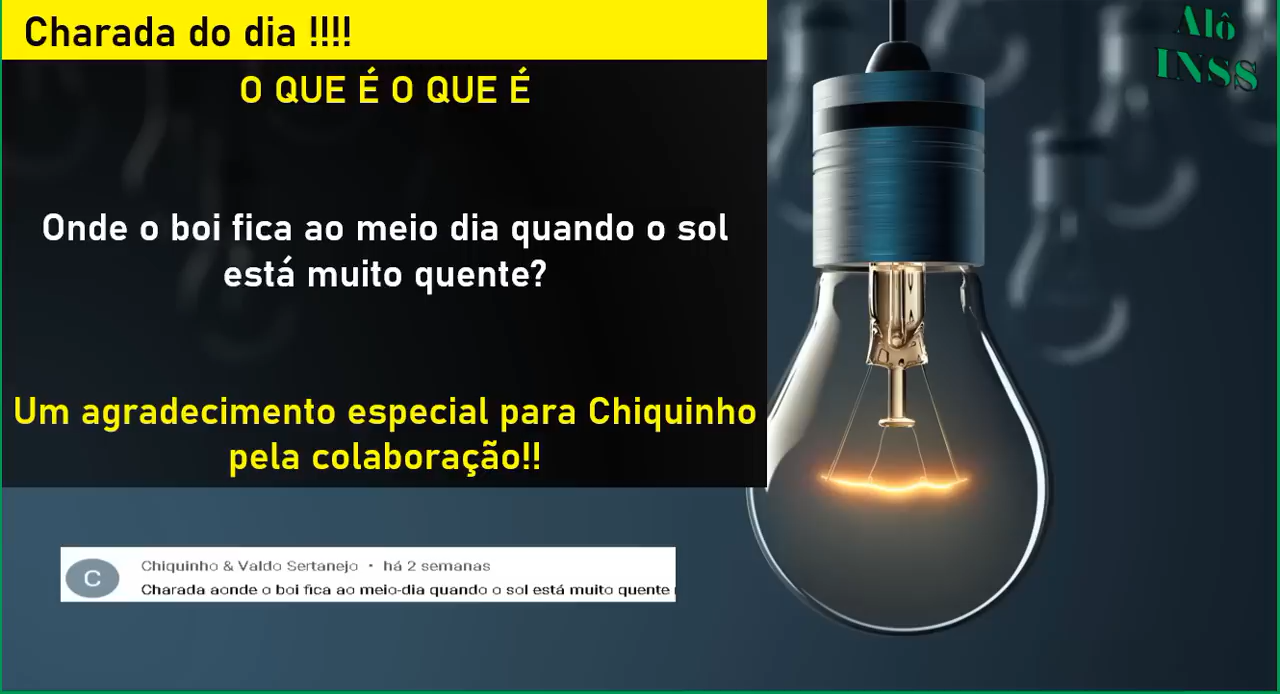 Charada do dia !!!!
Alô
INSS
O QUE É O QUE É
Onde o boi fica ao meio dia quando o sol
está muito quente?
Um agradecimento especial para Chiquinho
pela colaboração!!
C
Chiquinho & Valdo Sertanejo • há 2 semanas
Charada aonde o boi fica ao meio-dia quando o sol está muito quente